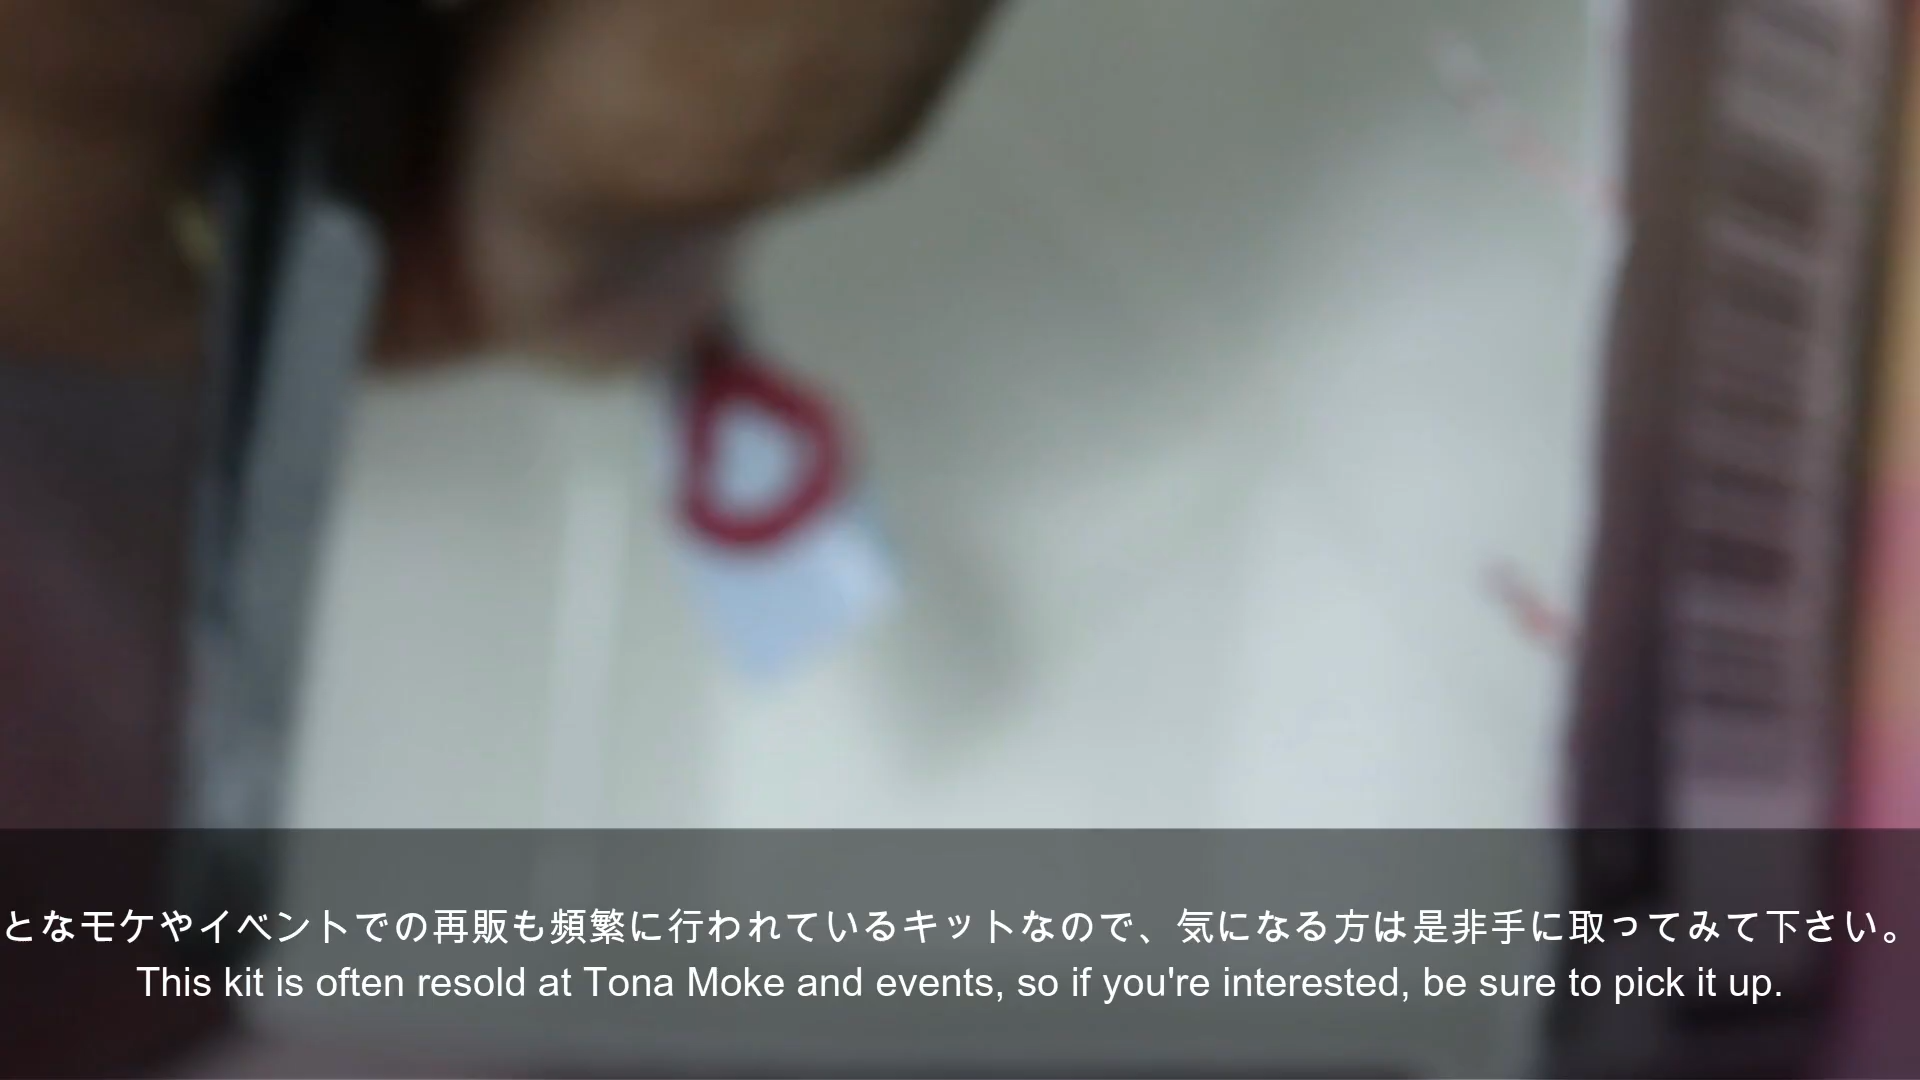 となモケやイベントでの再販も頻繁に行われているキットなので、気になる方は是非手に取ってみて下さい。
This kit is often resold at Tona Moke and events, so if you're interested, be sure to pick it up.